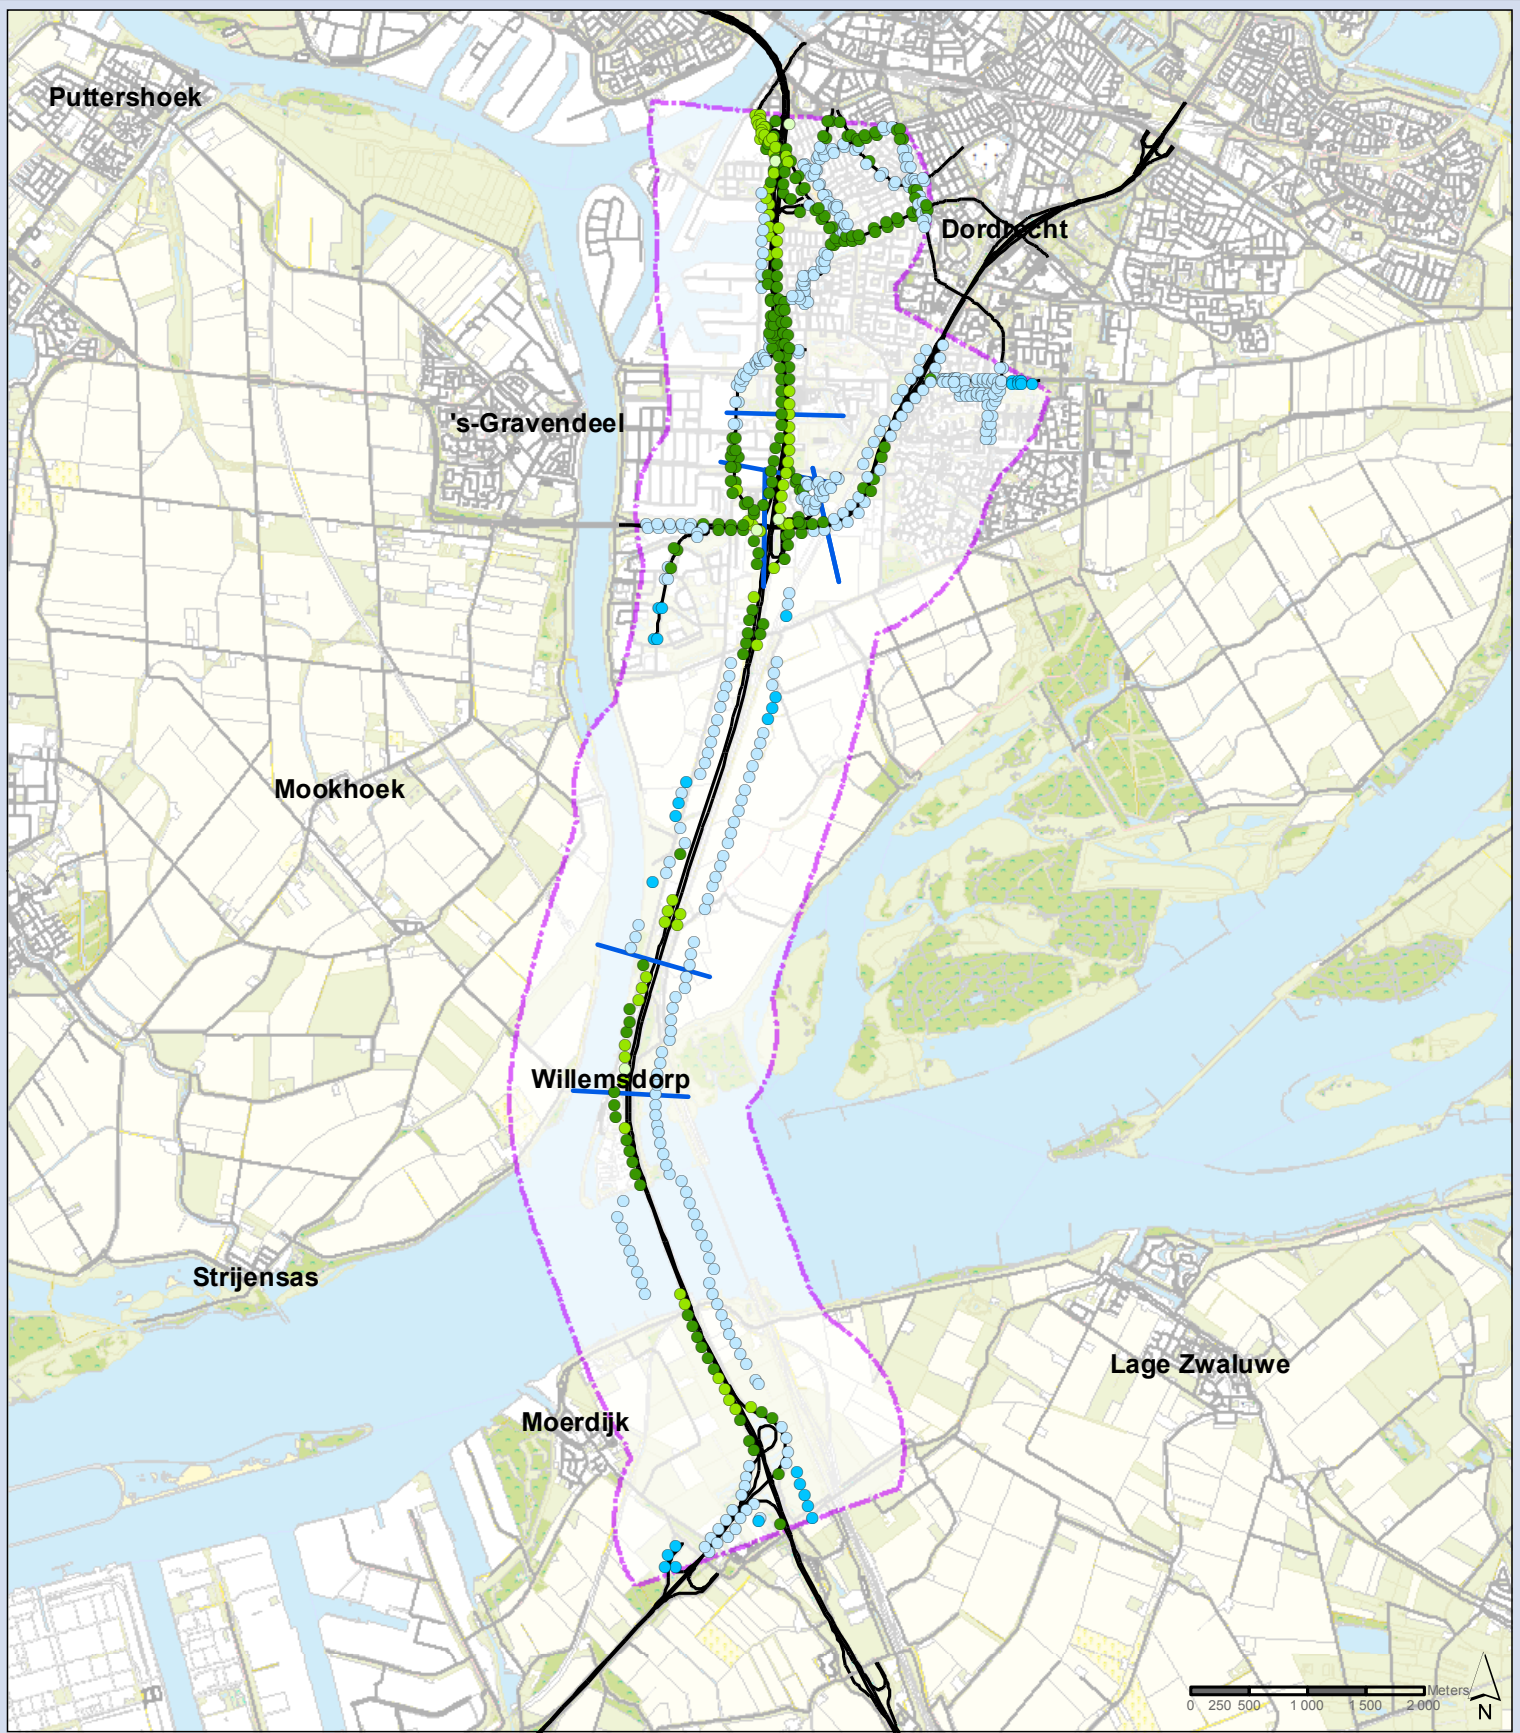 Puttershoek
Dordrecht
's-Gravendeel
Mookhoek
Willemsdorp
Strijensas
Lage Zwaluwe
Moerdijk
Meters
0 250 500 1 000 1 500 2 000
N